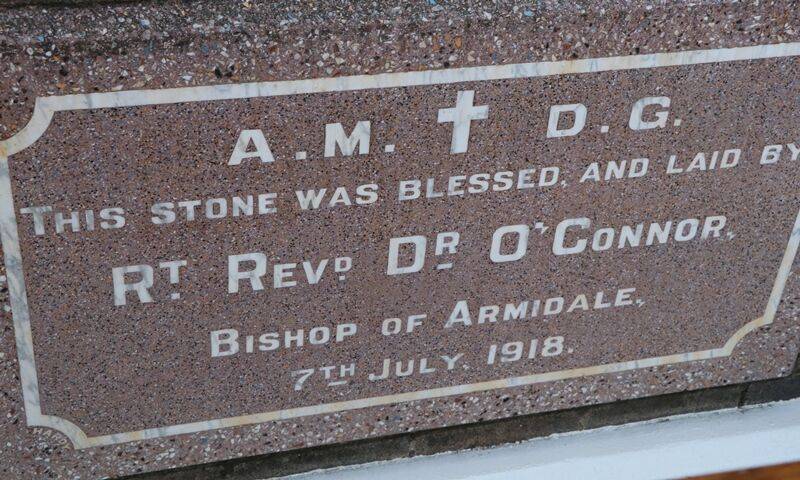 A.M. ✝ D.G.
THIS STONE WAS BLESSED, AND LAID BY
RT REVD DR O'CONNOR,
BISHOP OF ARMIDALE,
7TH JULY, 1918.